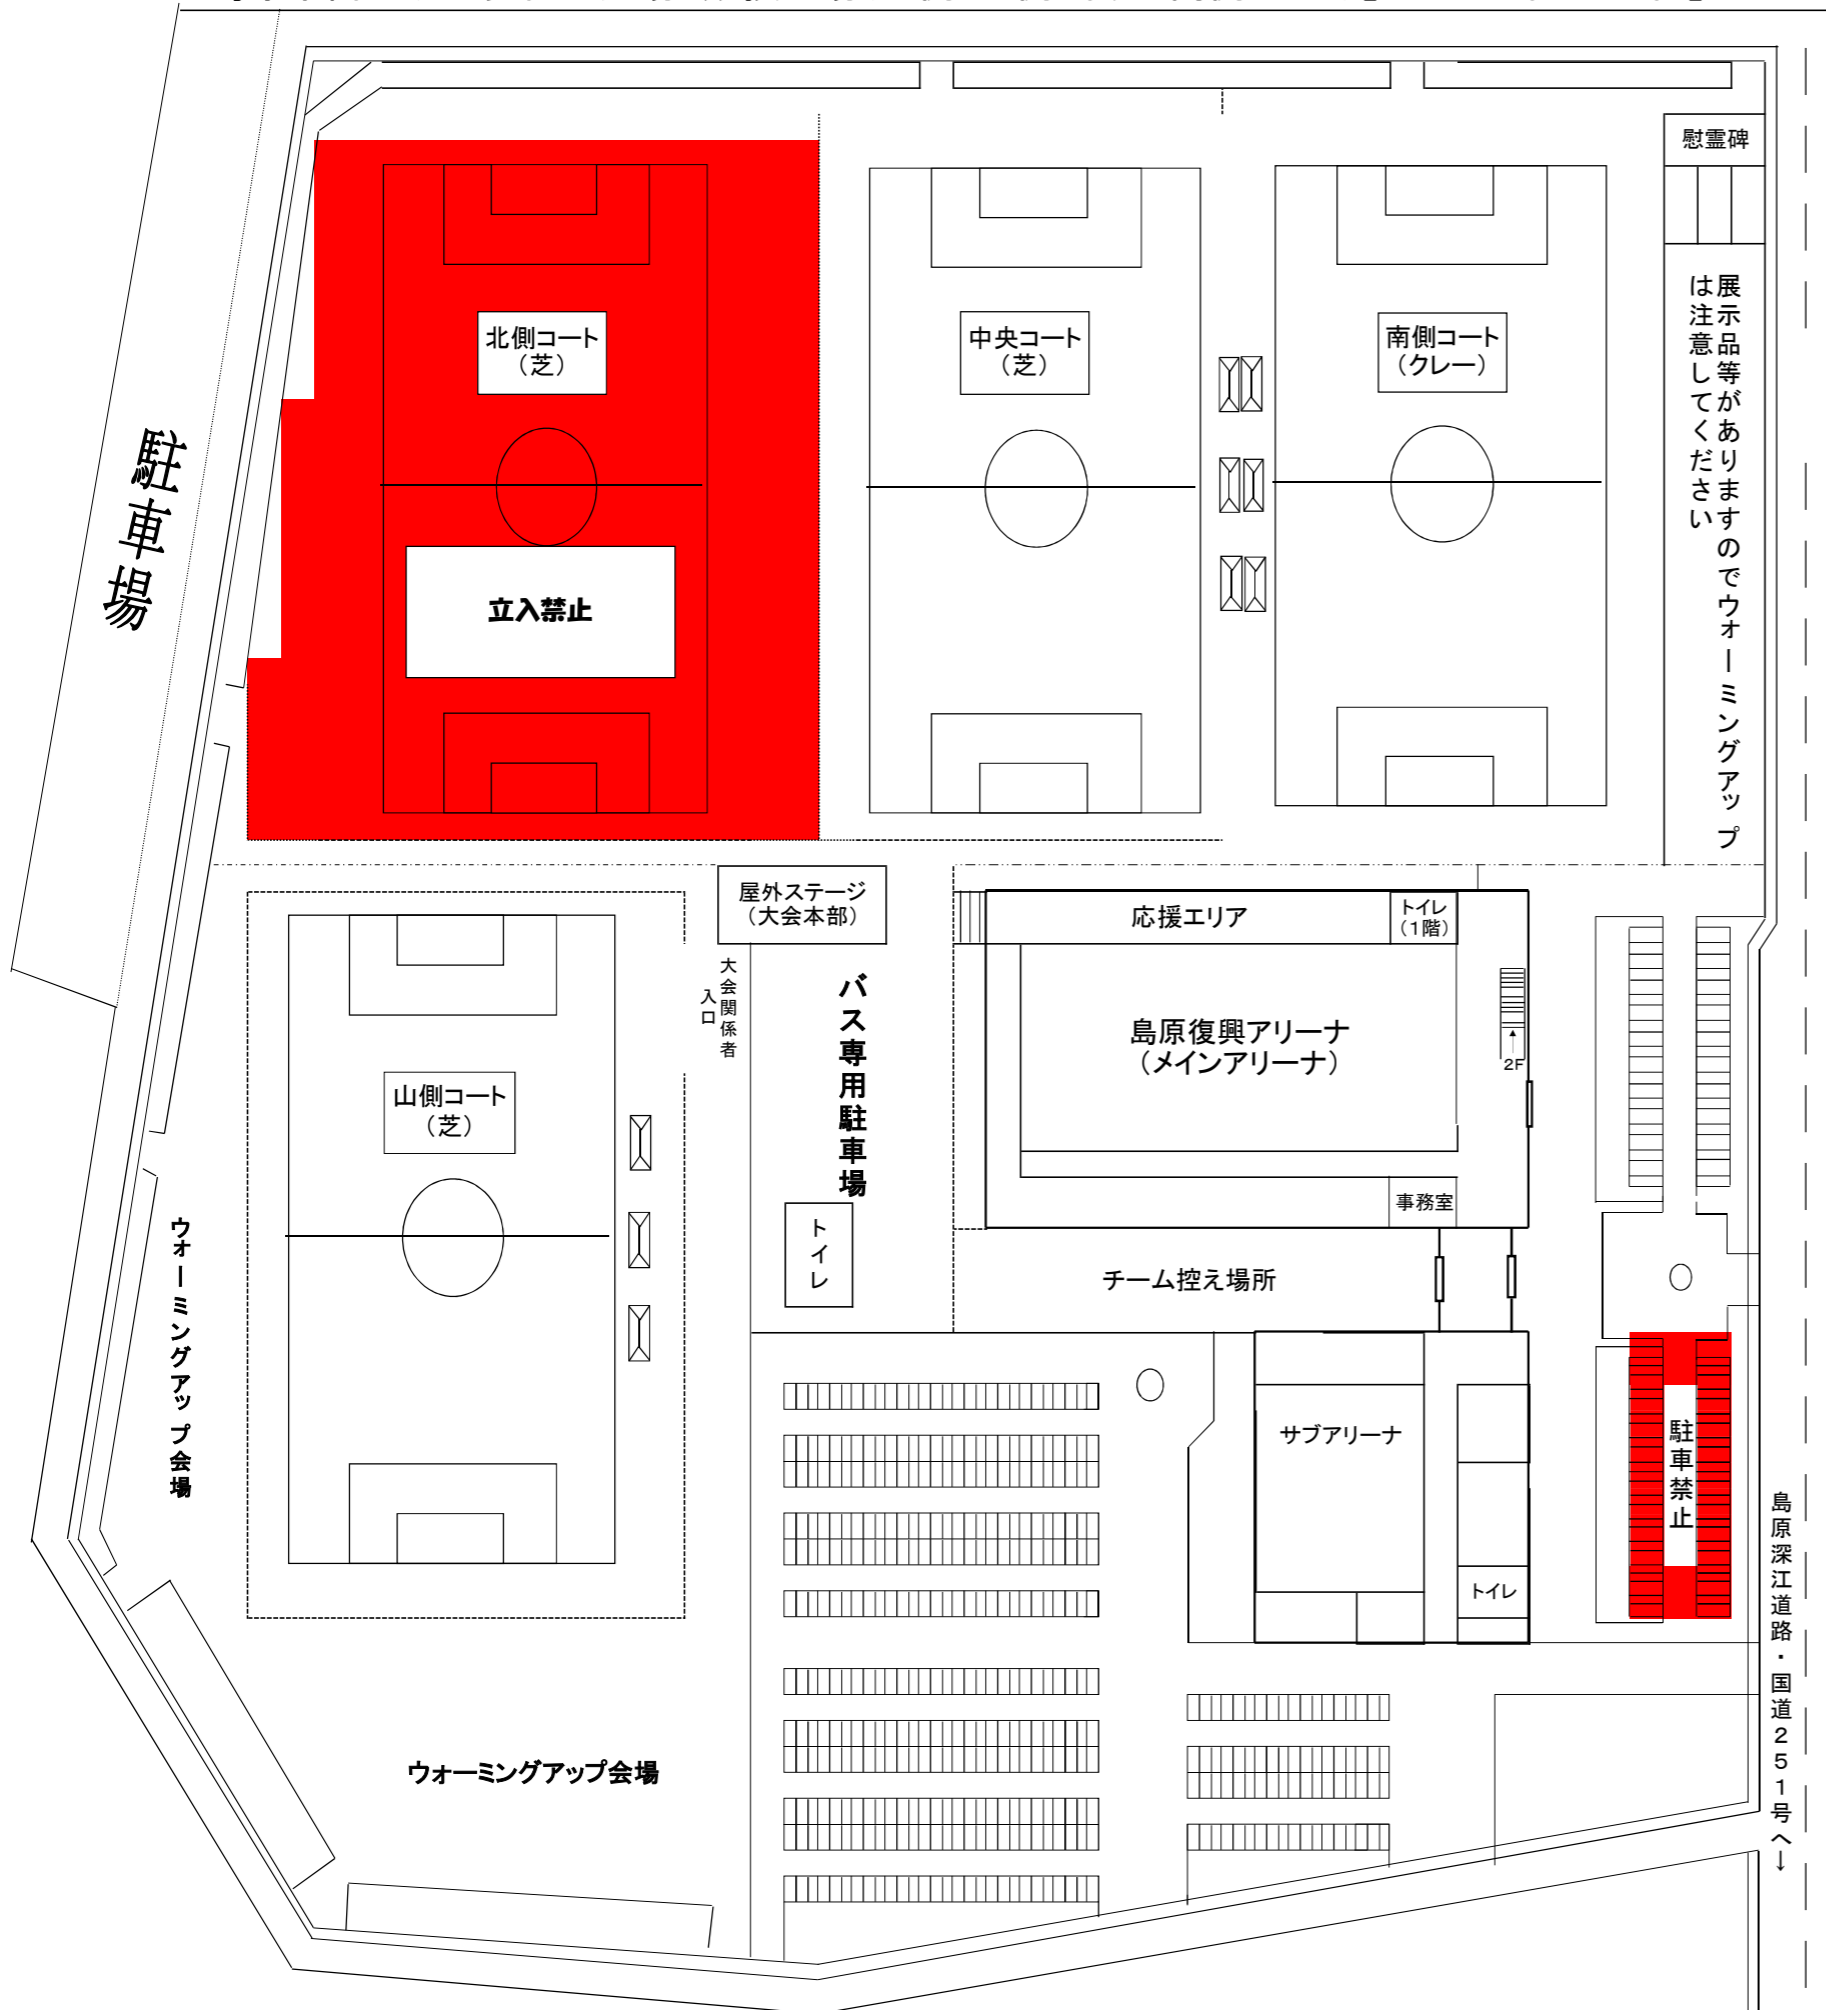 慰霊碑
北側コート
（芝）
中央コート
（芝）
南側コート
（クレー）
展示品等がありますのでウォーミングアップ
は注意してください
駐車場
立入禁止
屋外ステージ
（大会本部）
応援エリア
トイレ
（1階）
大会関係者
入口
バス専用駐車場
島原復興アリーナ
（メインアリーナ）
2F
山側コート
（芝）
事務室
トイレ
チーム控え場所
ウォーミングアップ会場
サブアリーナ
駐車禁止
トイレ
島原深江道路・国道２５１号へ↓
ウォーミングアップ会場